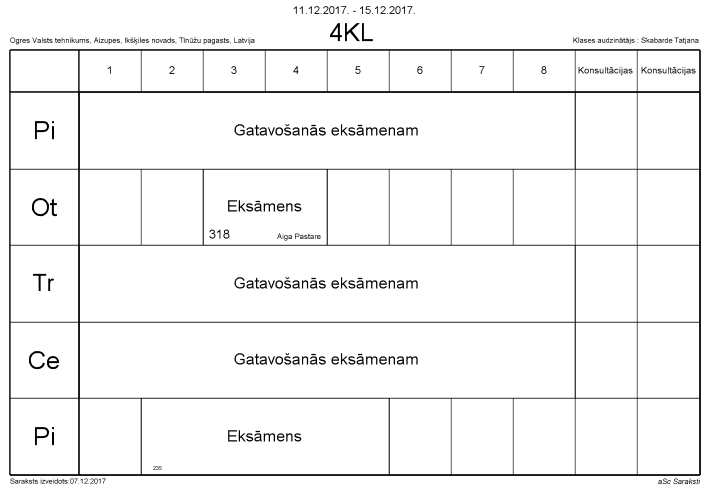 11.12.2017. - 15.12.2017.
4KL
Ogres Valsts tehnikums, Aizupes, Ikšķiles novads, Tīnūžu pagasts, Latvija
Klases audzinātājs : Skabarde Tatjana
1 2 3 4 5 6 7 8 Konsultācijas Konsultācijas
Pi Gatavošanās eksāmenam
Ot Eksāmens
318 Aiga Pastare
Tr Gatavošanās eksāmenam
Ce Gatavošanās eksāmenam
Pi Eksāmens
235
Saraksts izveidots:07.12.2017
aSc Saraksti